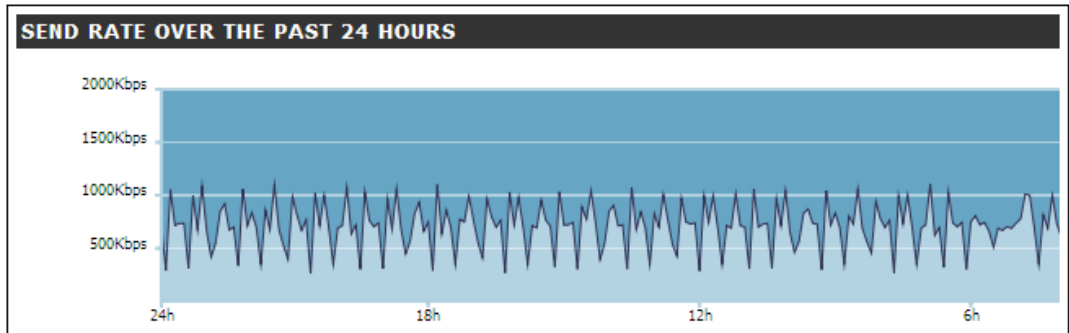 SEND RATE OVER THE PAST 24 HOURS
2000Kbps
1500Kbps
1000Kbps
500Kbps
24h 18h 12h 6h